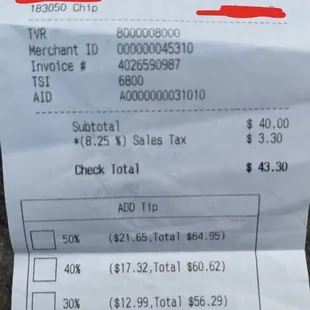 183050 Chip
TVR 8000008000
Merchant ID 000000045310
Invoice # 4026590987
TSI 6800
AID A0000000031010
Subtotal $ 40.00
*(8.25 %) Sales Tax $ 3.30
Check Total $ 43.30
ADD Tip
50% ($21.65,Total $64.95)
40% ($17.32,Total $60.62)
30% ($12.99,Total $56.29)